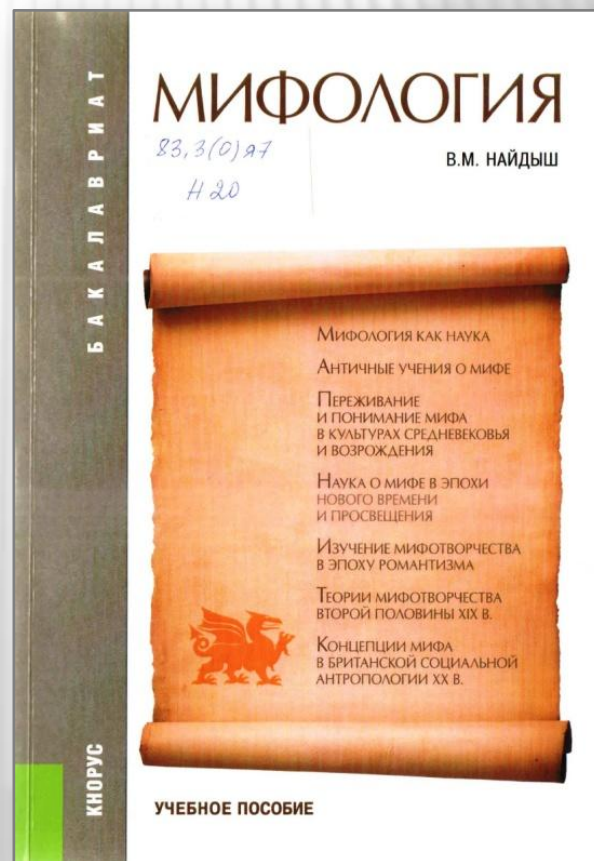 МИФОЛОГИЯ
83,3(0)я7
Н 20
В.М. НАЙДЫШ
БАКАЛАВРИАТ
МИФОЛОГИЯ КАК НАУКА
АНТИЧНЫЕ УЧЕНИЯ О МИФЕ
ПЕРЕЖИВАНИЕ
И ПОНИМАНИЕ МИФА
В КУЛЬТУРАХ СРЕДНЕВЕКОВЬЯ
И ВОЗРОЖДЕНИЯ
НАУКА О МИФЕ В ЭПОХИ
НОВОГО ВРЕМЕНИ
И ПРОСВЕЩЕНИЯ
ИЗУЧЕНИЕ МИФОТВОРЧЕСТВА
В ЭПОХУ РОМАНТИЗМА
ТЕОРИИ МИФОТВОРЧЕСТВА
ВТОРОЙ ПОЛОВИНЫ XIX В.
КОНЦЕПЦИИ МИФА
В БРИТАНСКОЙ СОЦИАЛЬНОЙ
АНТРОПОЛОГИИ XX В.
КНОРУС
УЧЕБНОЕ ПОСОБИЕ